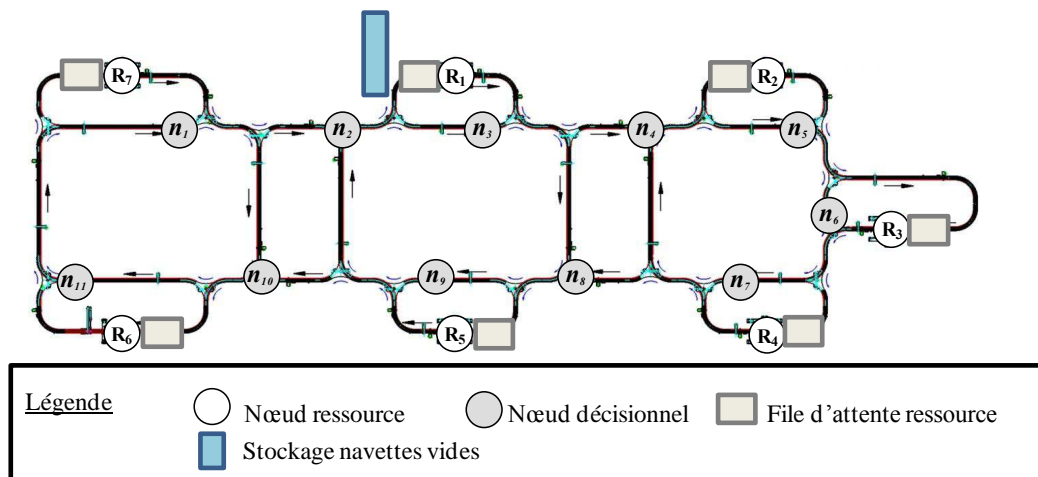 R7
R1
R2
n1
n2
n3
n4
n5
n6
R3
n11
n10
n9
n8
n7
R6
R5
R4
Légende
Nœud ressource
Nœud décisionnel
File d'attente ressource
Stockage navettes vides